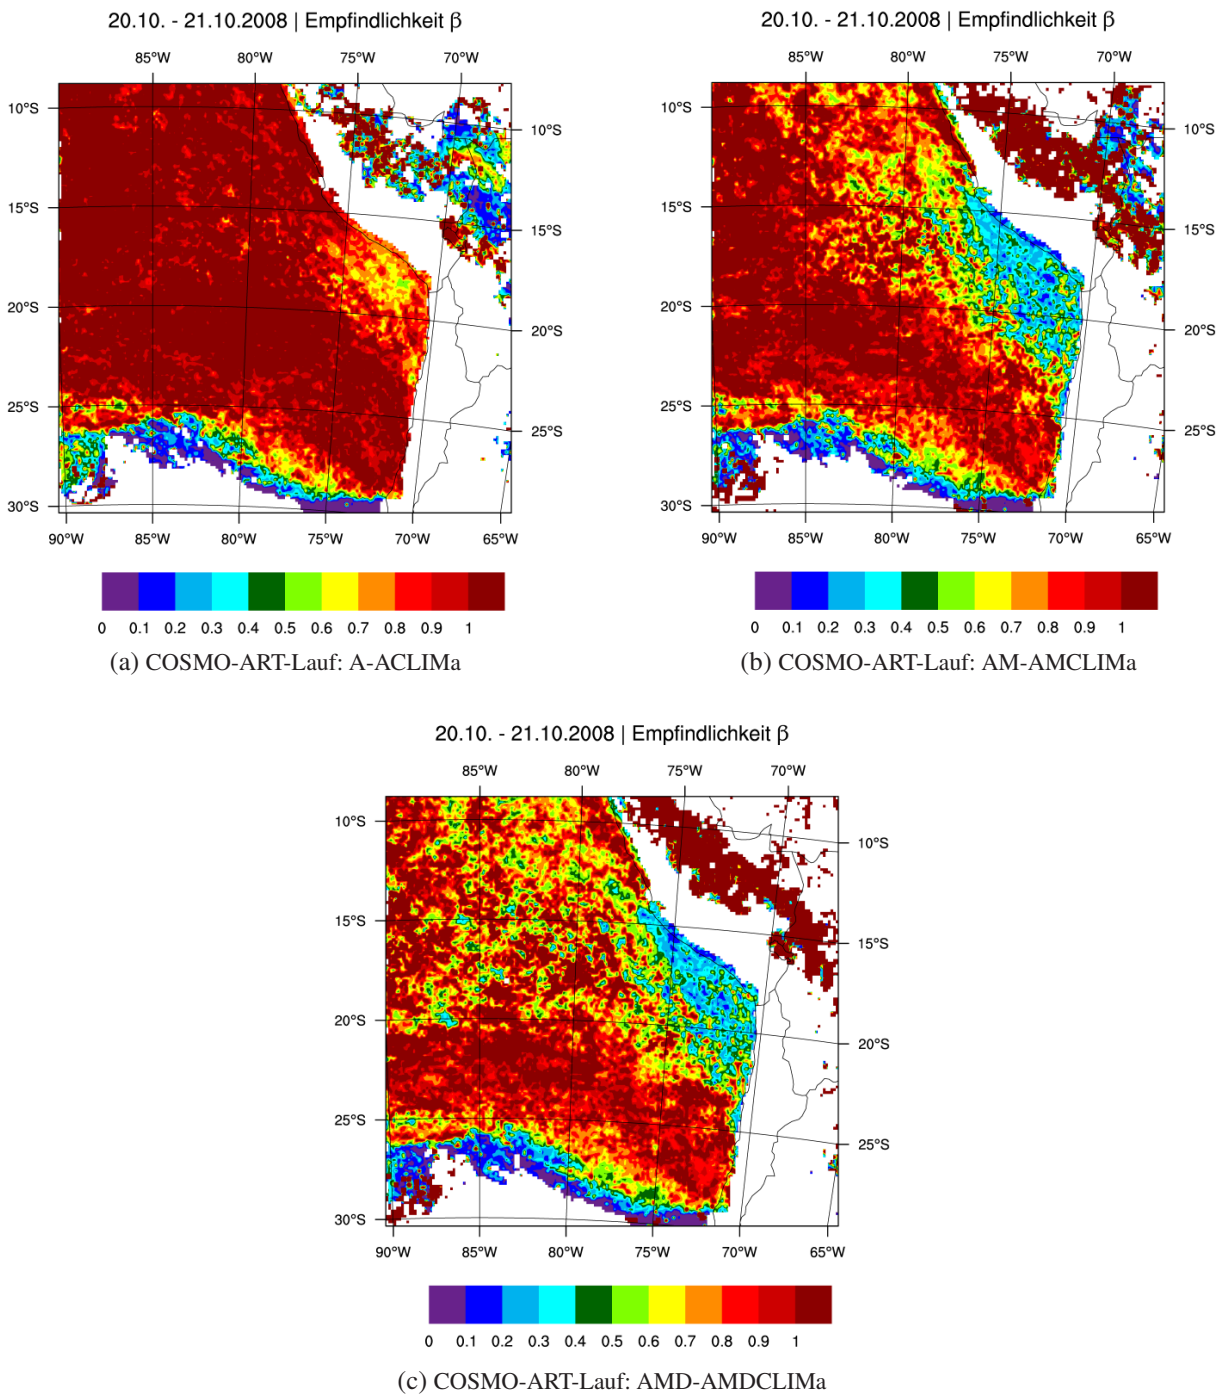 20.10. - 21.10.2008 | Empfindlichkeit β
85°W 80°W 75°W 70°W
10°S 10°S
15°S 15°S
20°S 20°S
25°S 25°S
30°S
90°W 85°W 80°W 75°W 70°W 65°W
0 0.1 0.2 0.3 0.4 0.5 0.6 0.7 0.8 0.9 1
(a) COSMO-ART-Lauf: A-ACLIMa
20.10. - 21.10.2008 | Empfindlichkeit β
85°W 80°W 75°W 70°W
10°S 10°S
15°S 15°S
20°S 20°S
25°S 25°S
30°S
90°W 85°W 80°W 75°W 70°W 65°W
0 0.1 0.2 0.3 0.4 0.5 0.6 0.7 0.8 0.9 1
(b) COSMO-ART-Lauf: AM-AMCLIMa
20.10. - 21.10.2008 | Empfindlichkeit β
85°W 80°W 75°W 70°W
10°S 10°S
15°S 15°S
20°S 20°S
25°S 25°S
30°S
90°W 85°W 80°W 75°W 70°W 65°W
0 0.1 0.2 0.3 0.4 0.5 0.6 0.7 0.8 0.9 1
(c) COSMO-ART-Lauf: AMD-AMDCLIMa